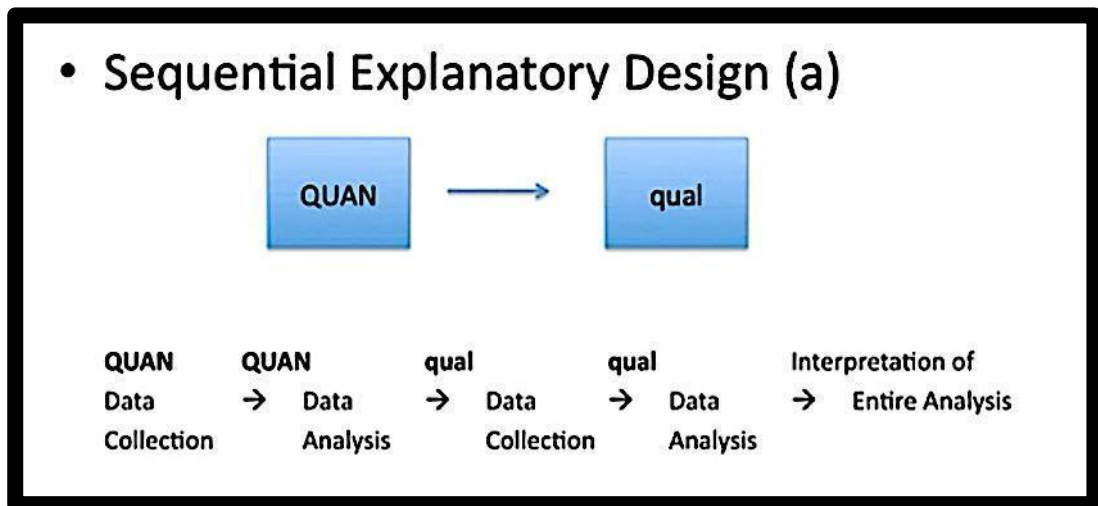 • Sequential Explanatory Design (a)
QUAN → qual
QUAN QUAN qual qual Interpretation of
Data → Data → Data → Data → Entire Analysis
Collection Analysis Collection Analysis